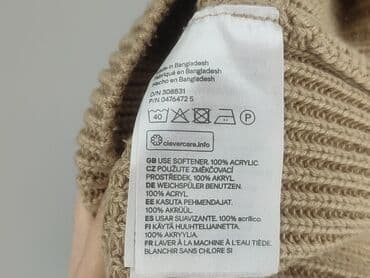 Made in Bangladesh
Fabriqué en Bangladesh
Hecho en Bangladesh
O/N 308831
P/N 0476472 5
40 P
clevercare.info
GB USE SOFTENER. 100% ACRYLIC.
CZ POUŽIJTE ZMĚKČOVACÍ
PROSTŘEDEK. 100% AKRYL.
DE WEICHSPÜLER BENUTZEN.
100% ACRYL.
EE KASUTA PEHMENDAJAT.
100% AKRÜÜL.
ES USAR SUAVIZANTE. 100% acrílico.
FI KÄYTÄ HUUHTELUAINETTA. 100%
AKRYYLIA
FR LAVER À LA MACHINE À L'EAU TIÈDE.
BLANCHIR SANS CHLORE SI